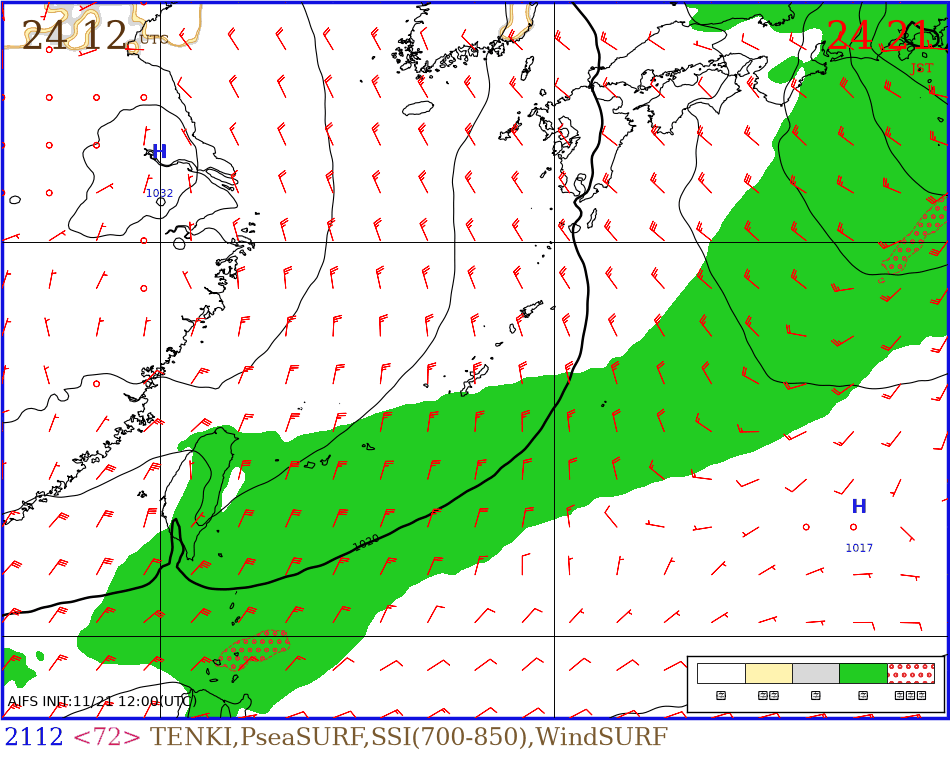 24 12 UTC
24 21
JST
H
1032
H
1017
1020
AIFS INIT:11/21 12:00(UTC)
2112 <72> TENKI,PseaSURF,SSI(700-850),WindSURF